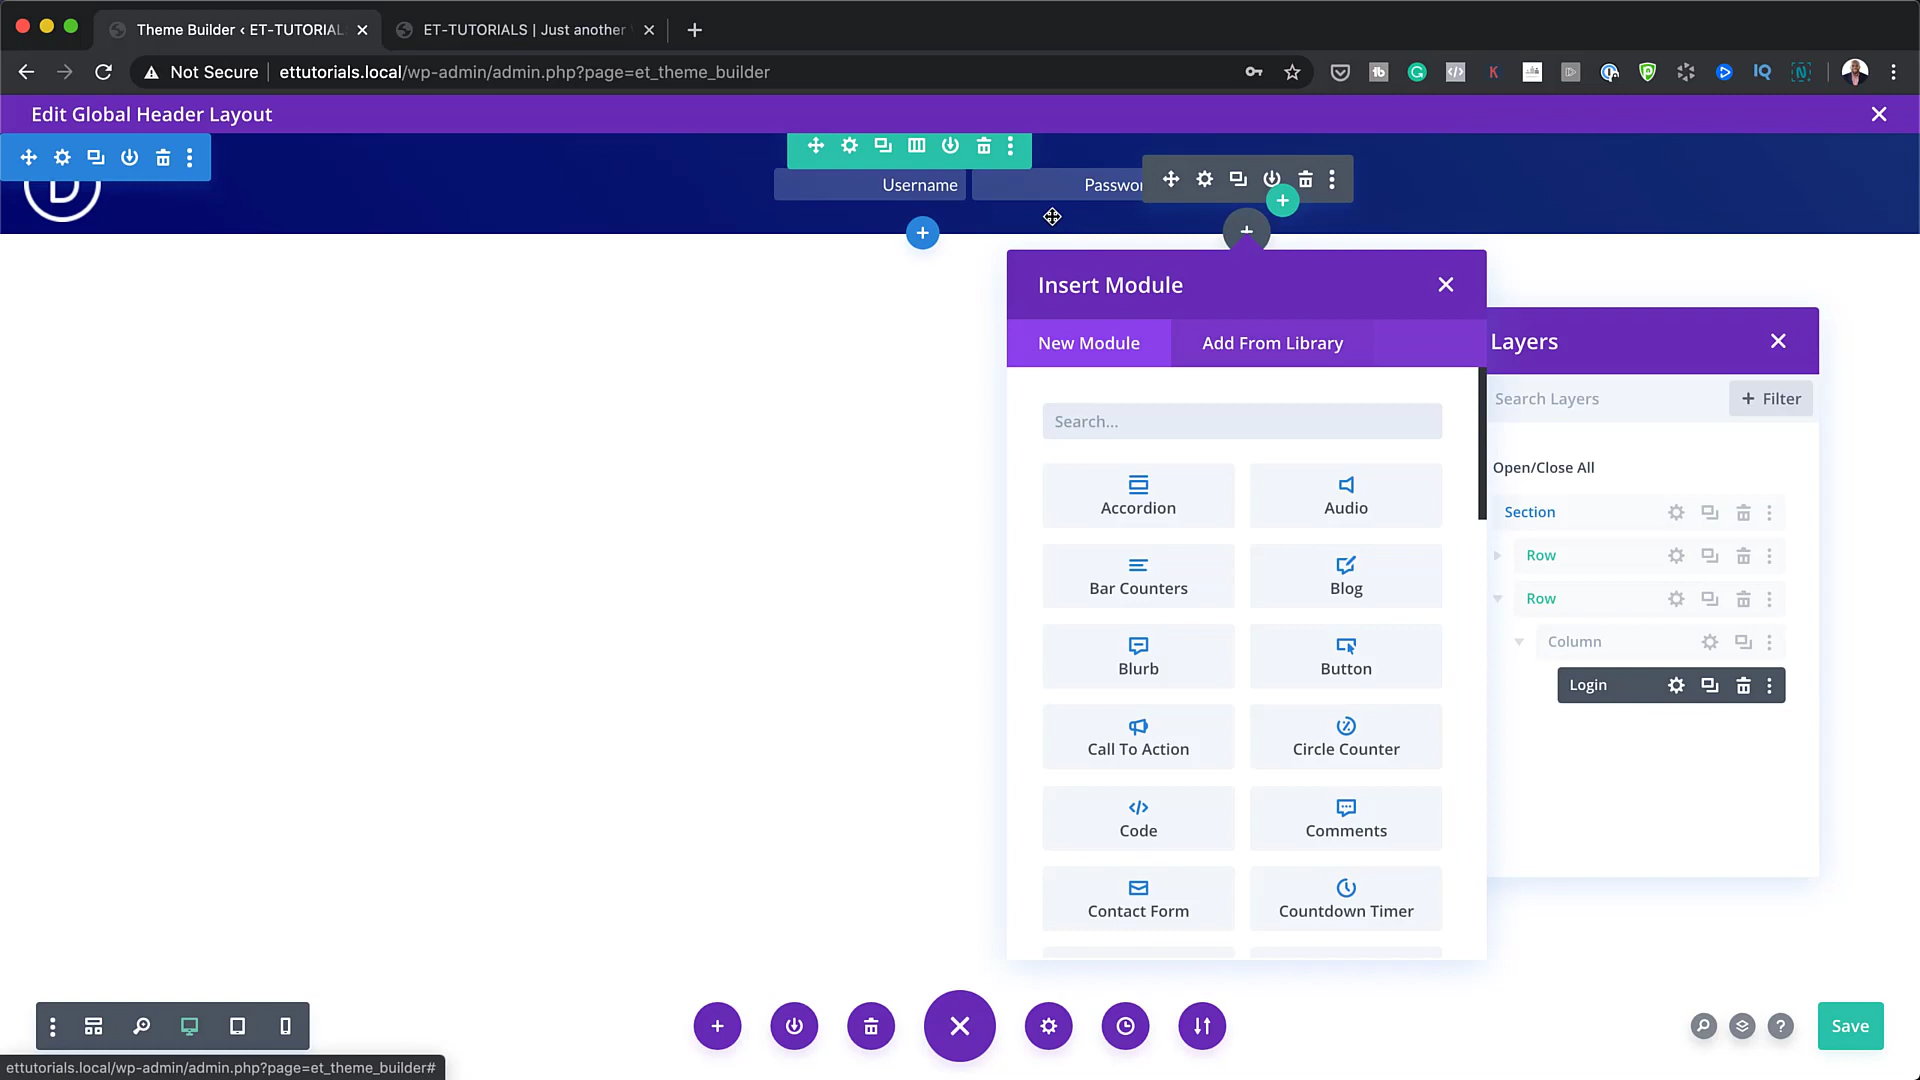 Theme Builder ‹ ET-TUTORIAL
ET-TUTORIALS | Just another
Not Secure
ettutorials.local/wp-admin/admin.php?page=et_theme_builder
Edit Global Header Layout
Username
Passwor
Insert Module
New Module
Add From Library
Search...
Accordion
Audio
Bar Counters
Blog
Blurb
Button
Call To Action
Circle Counter
Code
Comments
Contact Form
Countdown Timer
Layers
Search Layers
+ Filter
Open/Close All
Section
Row
Row
Column
Login
Save
ettutorials.local/wp-admin/admin.php?page=et_theme_builder#